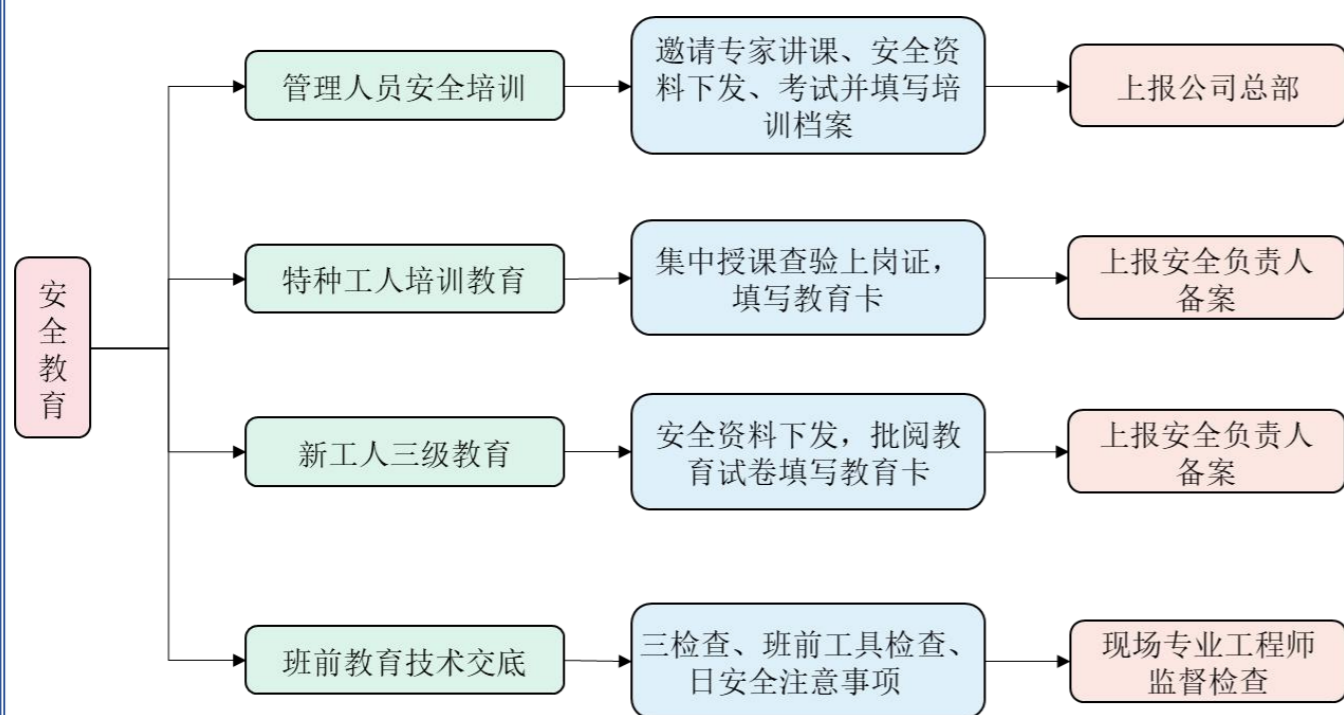 安
全
教
育
管理人员安全培训
邀请专家讲课、安全资
料下发、考试并填写培
训档案
上报公司总部
特种工人培训教育
集中授课查验上岗证，
填写教育卡
上报安全负责人
备案
新工人三级教育
安全资料下发，批阅教
育试卷填写教育卡
上报安全负责人
备案
班前教育技术交底
三检查、班前工具检查、
日安全注意事项
现场专业工程师
监督检查